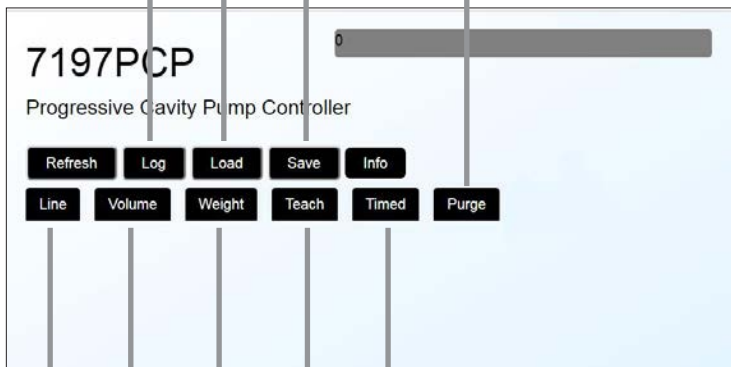 0
7197PCP
Progressive Cavity Pump Controller
Refresh Log Load Save Info
Line Volume Weight Teach Timed Purge